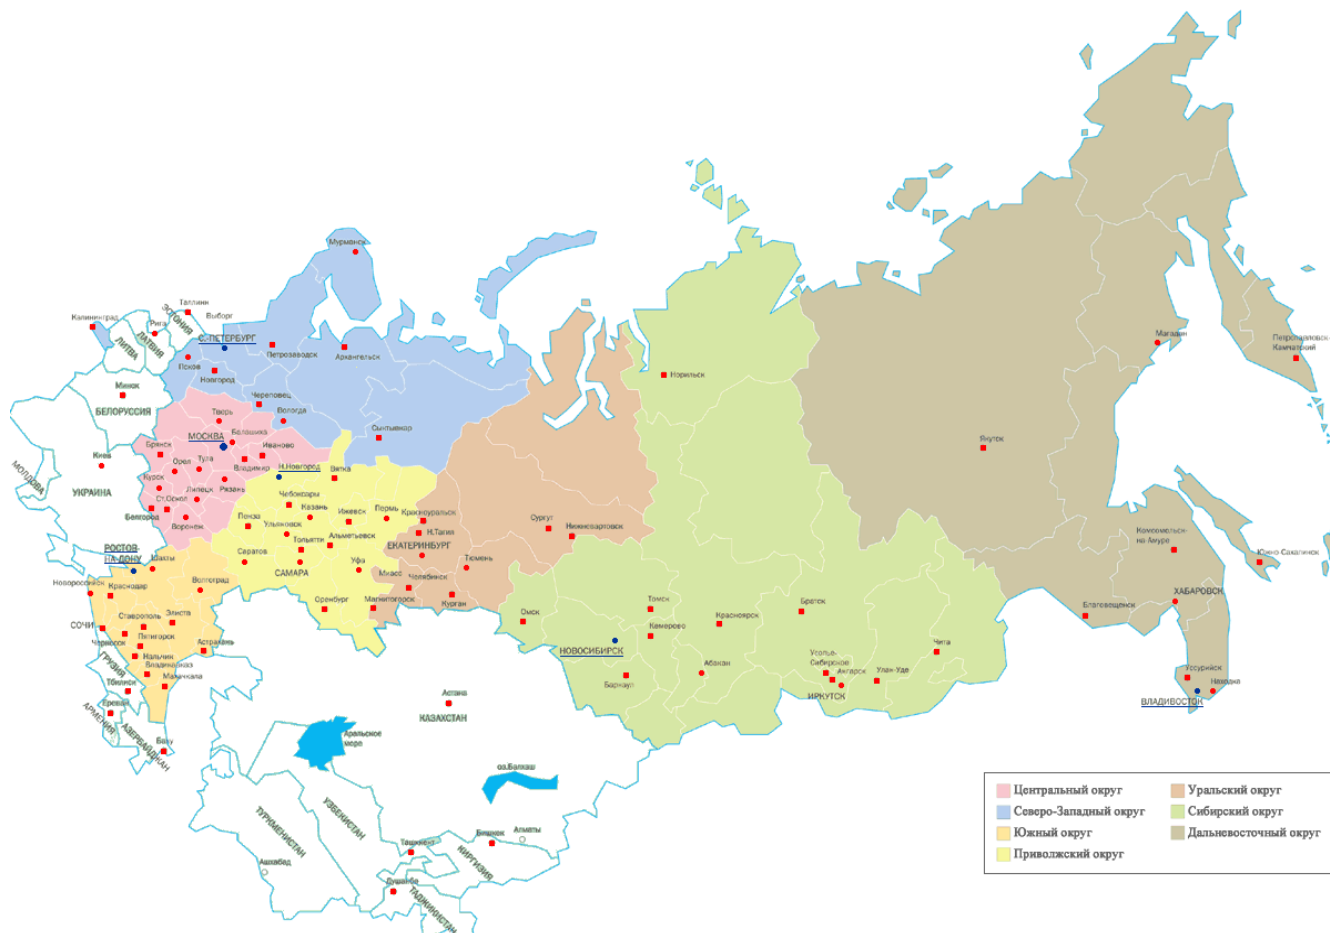 Мурманск
Таллинн
ЭСТОНИЯ
Выборг
Калининград
Рига
ЛАТВИЯ
ЛИТВА
С.-ПЕТЕРБУРГ
Петрозаводск
Архангельск
Псков
Новгород
Минск
БЕЛОРУССИЯ
Череповец
Вологда
Тверь
Балашиха
МОСКВА
Сыктывкар
Брянск
Иваново
Орел
Тула
Владимир
Н.Новгород
Вятка
Киев
МОЛДОВА
УКРАИНА
Курск
Липецк
Рязань
Ст.Оскол
Белгород
Воронеж
Чебоксары
Казань
Ижевск
Пермь
Красноуральск
Пенза
Ульяновск
Альметьевск
Н.Тагил
Тольятти
ЕКАТЕРИНБУРГ
Саратов
САМАРА
Уфа
Тюмень
Миасс
Челябинск
Оренбург
Магнитогорск
Курган
Сургут
Нижневартовск
РОСТОВ-
НА-ДОНУ
Шахты
Новороссийск
Краснодар
Волгоград
СОЧИ
Ставрополь
Элиста
Черкесск
Пятигорск
Астрахань
Нальчик
Владикавказ
Махачкала
ГРУЗИЯ
Тбилиси
Ереван
АРМЕНИЯ
АЗЕРБАЙДЖАН
Баку
Норильск
Якутск
Магадан
Петропавловск-
Камчатский
Омск
Томск
Кемерово
Красноярск
Братск
НОВОСИБИРСК
Барнаул
Абакан
Усолье-
Сибирское
Ангарск
ИРКУТСК
Улан-Удэ
Чита
Благовещенск
Комсомольск-
на-Амуре
Южно-Сахалинск
ХАБАРОВСК
Уссурийск
Находка
ВЛАДИВОСТОК
Астана
КАЗАХСТАН
Аральское
море
оз.Балхаш
УЗБЕКИСТАН
ТУРКМЕНИСТАН
Ашхабад
Ташкент
Бишкек
Алматы
КИРГИЗИЯ
Душанбе
ТАДЖИКИСТАН
Центральный округ
Северо-Западный округ
Южный округ
Приволжский округ
Уральский округ
Сибирский округ
Дальневосточный округ